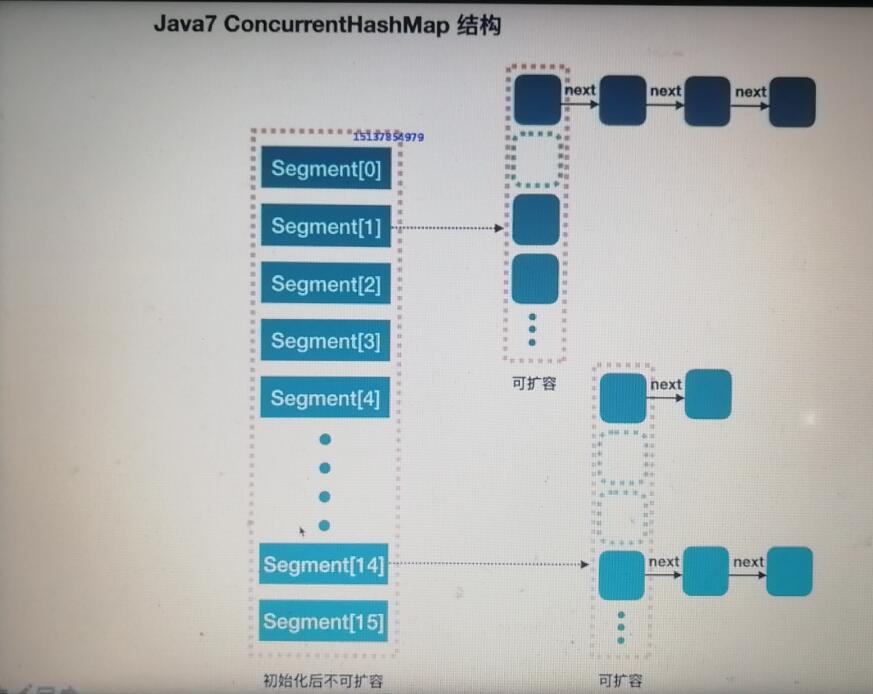 Java7 ConcurrentHashMap 结构
next next next
15137854979
Segment[0]
Segment[1]
Segment[2]
Segment[3]
可扩容
next
Segment[4]
next next
Segment[14]
Segment[15]
初始化后不可扩容
可扩容